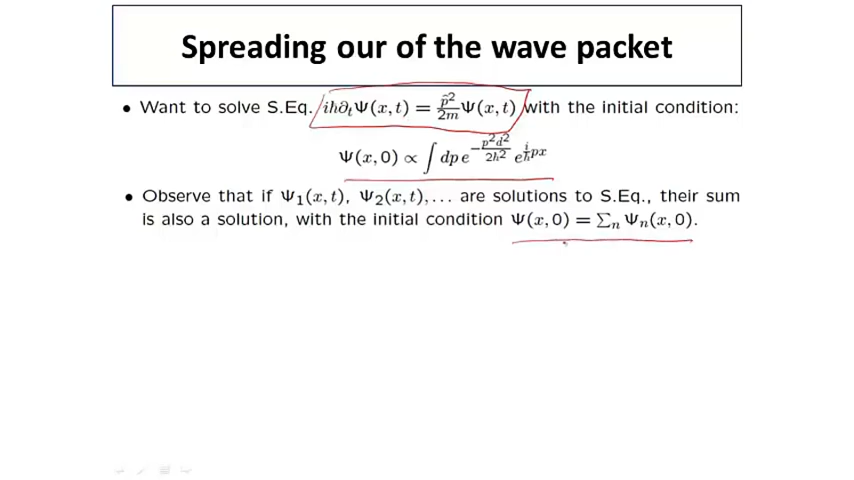 Spreading our of the wave packet
• Want to solve S.Eq. iħ∂ₜΨ(x,t) = p̂²/2m Ψ(x,t) with the initial condition:
Ψ(x,0) ∝ ∫ dp e^{−p²d²/2ħ²} e^{i/ħ px}
• Observe that if Ψ₁(x,t), Ψ₂(x,t),... are solutions to S.Eq., their sum
is also a solution, with the initial condition Ψ(x,0) = Σₙ Ψₙ(x,0).